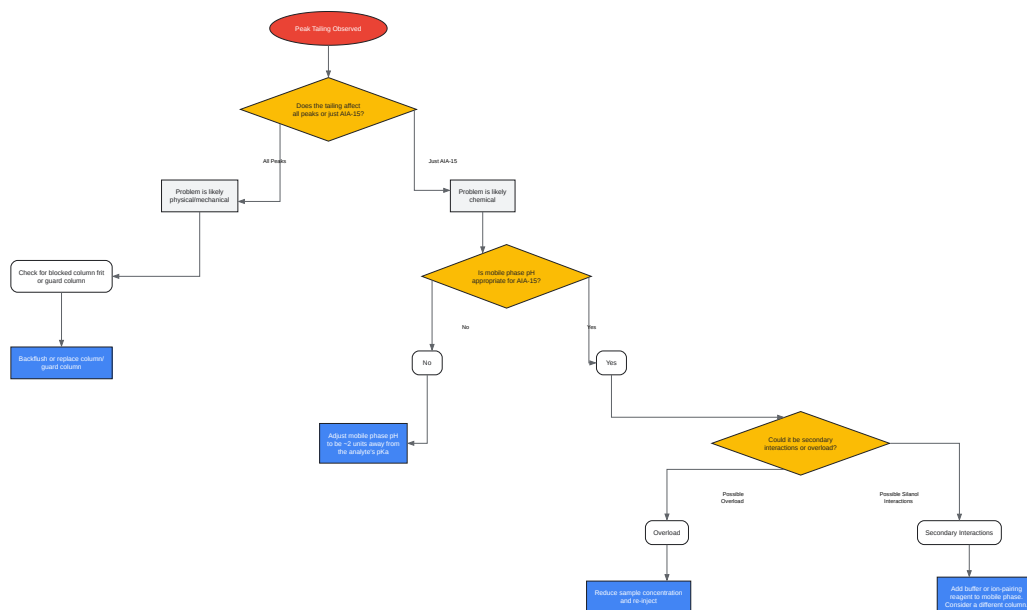 Peak Tailing Observed
Does the tailing affect
all peaks or just AIA-15?
All Peaks
Just AIA-15
Problem is likely
physical/mechanical
Problem is likely
chemical
Check for blocked column frit
or guard column
Is mobile phase pH
appropriate for AIA-15?
No
Yes
Backflush or replace column/
guard column
No
Yes
Adjust mobile phase pH
to be ~2 units away from
the analyte's pKa
Could it be secondary
interactions or overload?
Possible
Overload
Possible Silanol
Interactions
Overload
Secondary Interactions
Reduce sample concentration
and re-inject
Add buffer or ion-pairing
reagent to mobile phase.
Consider a different column.